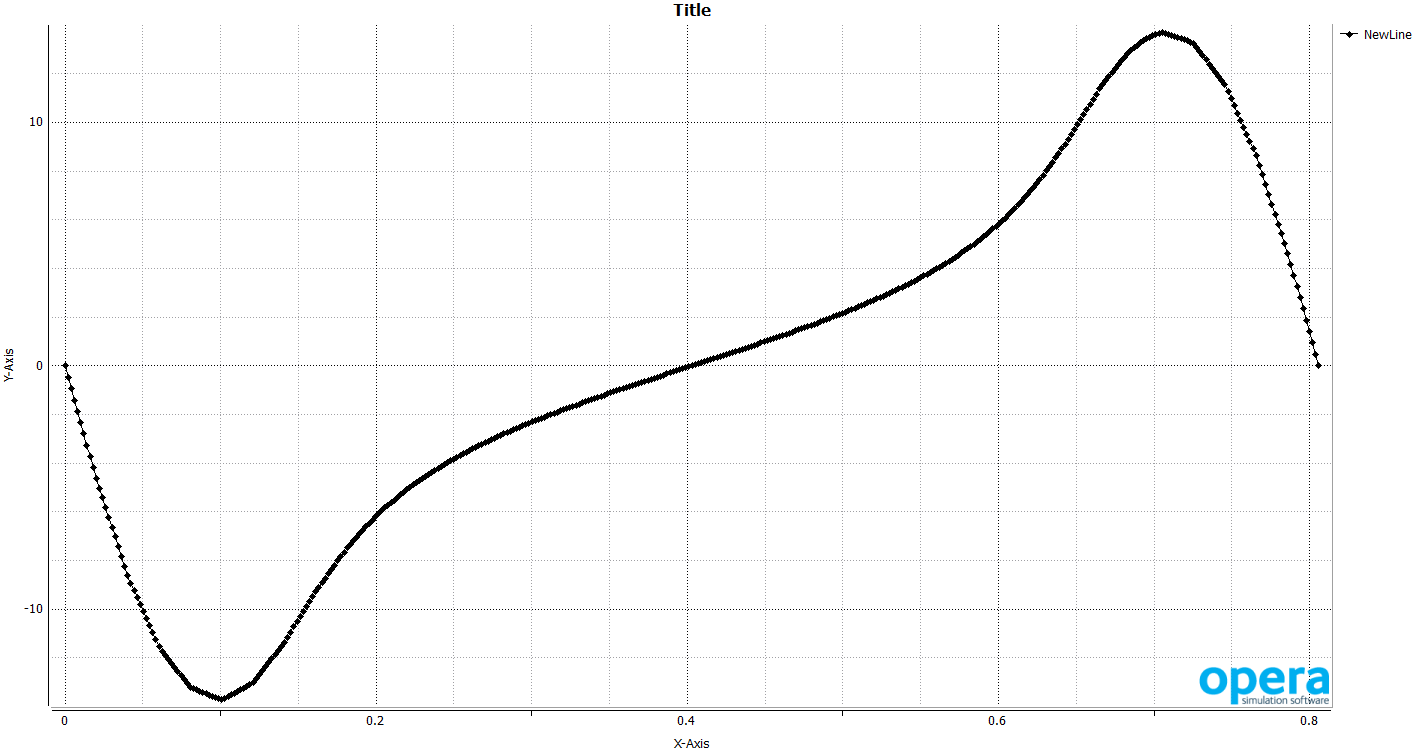 Title
NewLine
10
0
-10
Y-Axis
0
0.2
0.4
0.6
0.8
X-Axis
opera
simulation software